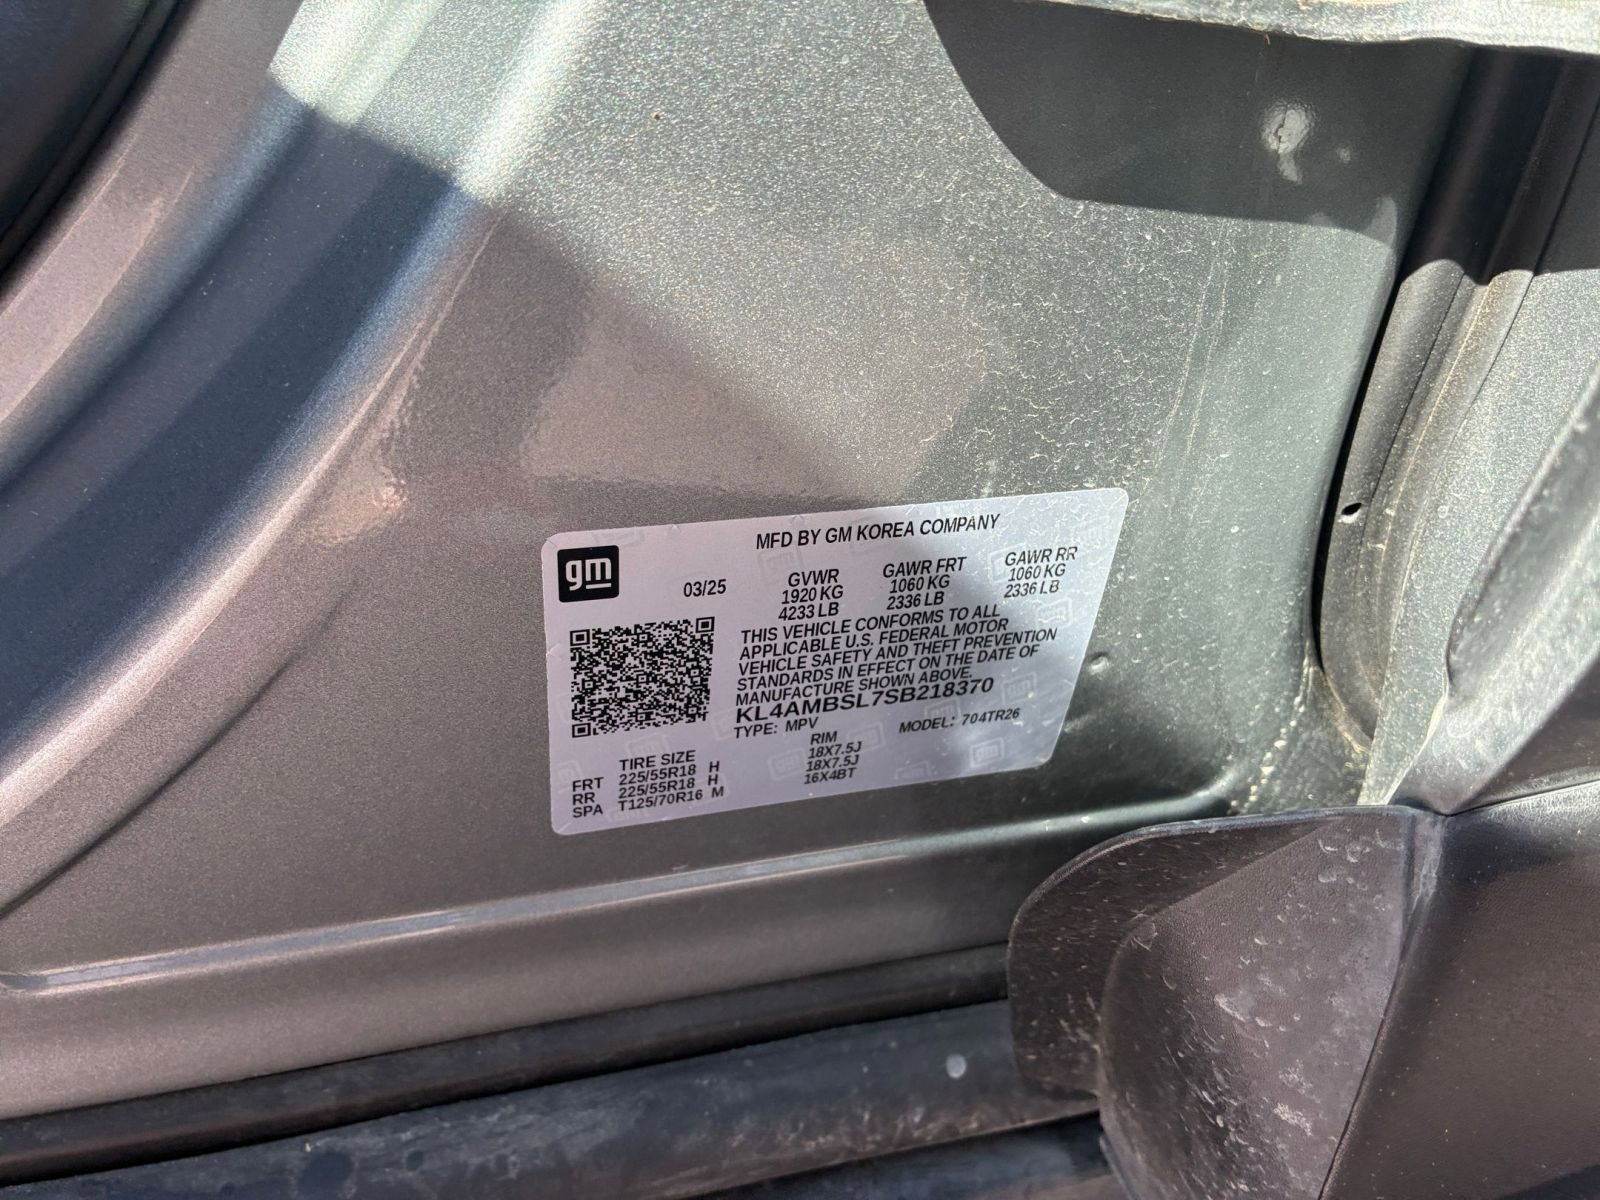 gm
MFD BY GM KOREA COMPANY
03/25
GVWR
1920 KG
4233 LB
GAWR FRT
1060 KG
2336 LB
GAWR RR
1060 KG
2336 LB
THIS VEHICLE CONFORMS TO ALL
APPLICABLE U.S. FEDERAL MOTOR
VEHICLE SAFETY AND THEFT PREVENTION
STANDARDS IN EFFECT ON THE DATE OF
MANUFACTURE SHOWN ABOVE.
KL4AMBSL7SB218370
TYPE: MPV MODEL: 704TR26
TIRE SIZE RIM
FRT 225/55R18 H 18X7.5J
RR 225/55R18 H 18X7.5J
SPA T125/70R16 M 16X4BT